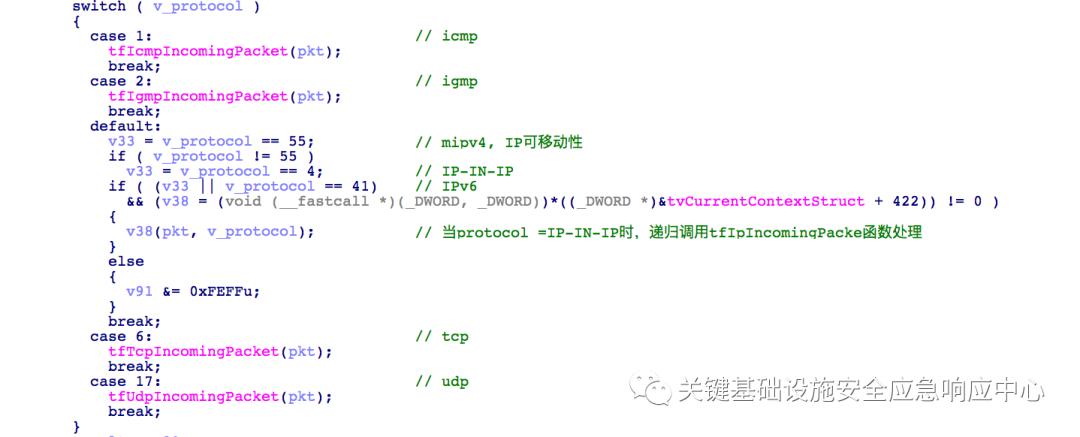 switch ( v_protocol )
{
case 1: // icmp
tfIcmpIncomingPacket(pkt);
break;
case 2: // igmp
tfIgmpIncomingPacket(pkt);
break;
default:
v33 = v_protocol == 55; // mipv4, IP可移动性
if ( v_protocol != 55 )
v33 = v_protocol == 4; // IP-IN-IP
if ( (v33 || v_protocol == 41) // IPv6
&& (v38 = (void (__fastcall *)(_DWORD, _DWORD))*((_DWORD *)&tvCurrentContextStruct + 422)) != 0 )
{
v38(pkt, v_protocol); // 当protocol =IP-IN-IP时，递归调用tfIpIncomingPacke函数处理
}
else
{
v91 &= 0xFEFFu;
}
break;
case 6: // tcp
tfTcpIncomingPacket(pkt);
break;
case 17: // udp
tfUdpIncomingPacket(pkt);
break;
}
关键基础设施安全应急响应中心